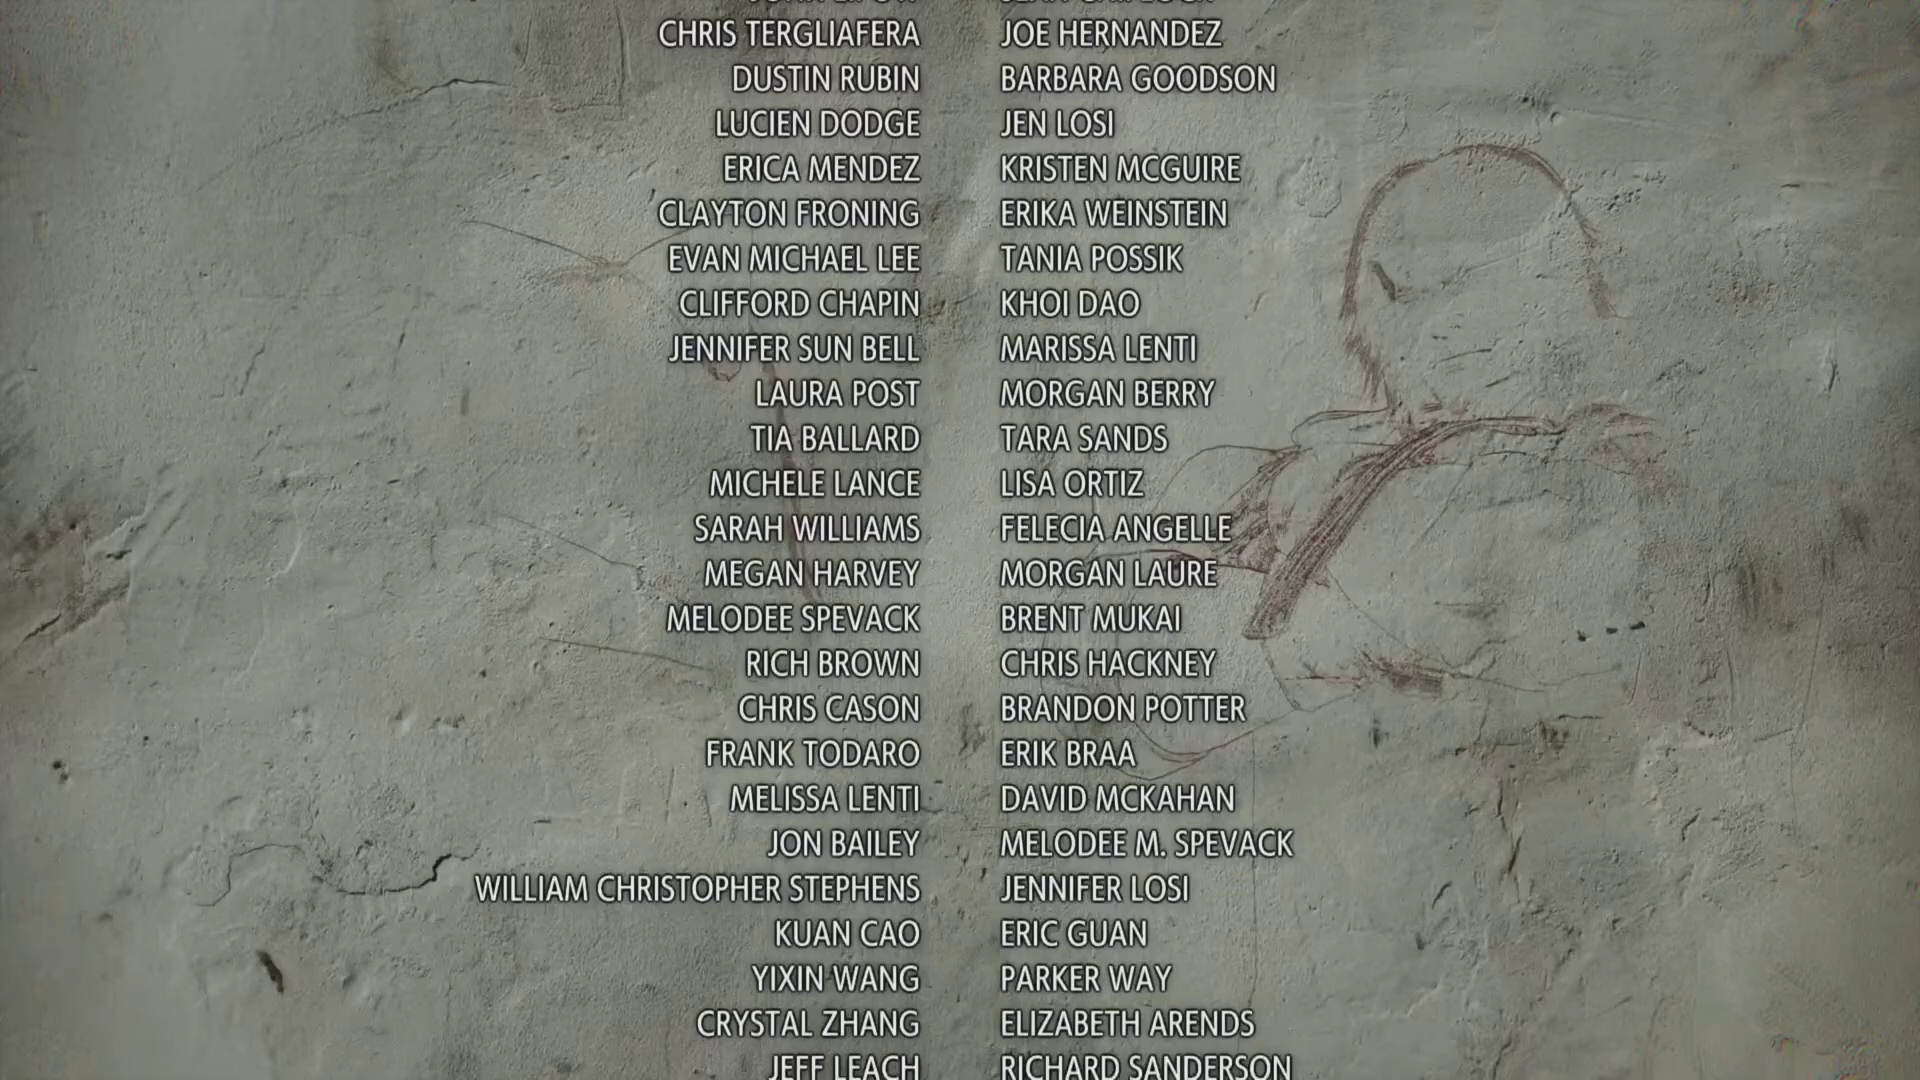 CHRIS TERGLIAFERA JOE HERNANDEZ
DUSTIN RUBIN BARBARA GOODSON
LUCIEN DODGE JEN LOSI
ERICA MENDEZ KRISTEN MCGUIRE
CLAYTON FRONING ERIKA WEINSTEIN
EVAN MICHAEL LEE TANIA POSSIK
CLIFFORD CHAPIN KHOI DAO
JENNIFER SUN BELL MARISSA LENTI
LAURA POST MORGAN BERRY
TIA BALLARD TARA SANDS
MICHELE LANCE LISA ORTIZ
SARAH WILLIAMS FELECIA ANGELLE
MEGAN HARVEY MORGAN LAURE
MELODEE SPEVACK BRENT MUKAI
RICH BROWN CHRIS HACKNEY
CHRIS CASON BRANDON POTTER
FRANK TODARO ERIK BRAA
MELISSA LENTI DAVID MCKAHAN
JON BAILEY MELODEE M. SPEVACK
WILLIAM CHRISTOPHER STEPHENS JENNIFER LOSI
KUAN CAO ERIC GUAN
YIXIN WANG PARKER WAY
CRYSTAL ZHANG ELIZABETH ARENDS
JEFF LEACH RICHARD SANDERSON